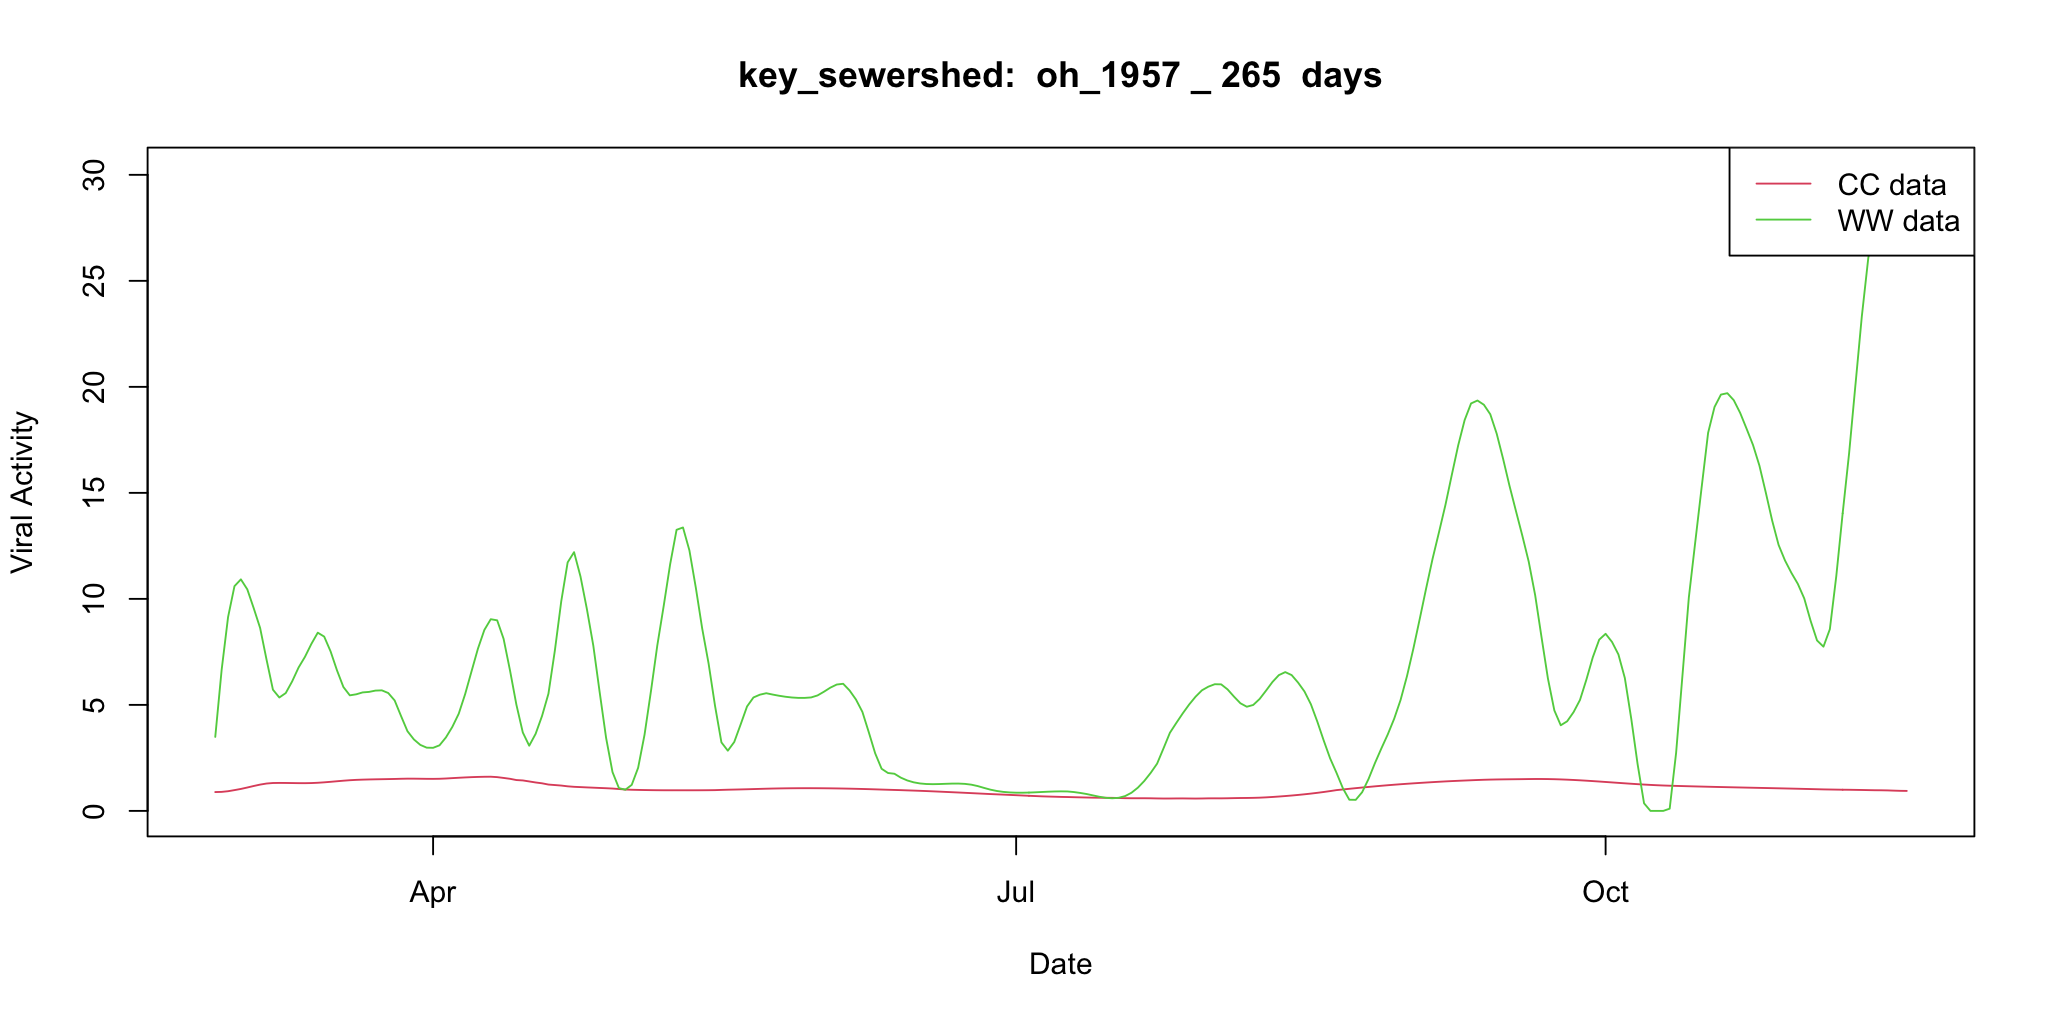 key_sewershed:  oh_1957 _ 265  days
CC data
WW data
Viral Activity
30
25
20
15
10
5
0
Apr
Jul
Oct
Date